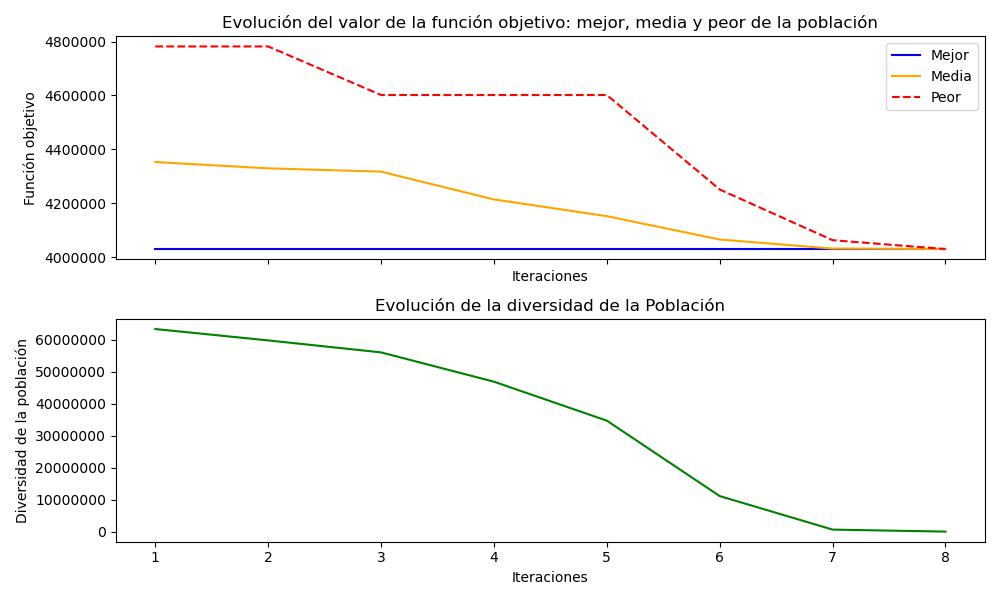 Evolución del valor de la función objetivo: mejor, media y peor de la población
Función objetivo
4800000
4600000
4400000
4200000
4000000
Mejor
Media
Peor
Iteraciones
Evolución de la diversidad de la Población
Diversidad de la población
60000000
50000000
40000000
30000000
20000000
10000000
0
1 2 3 4 5 6 7 8
Iteraciones